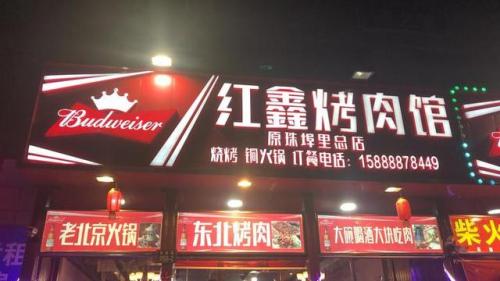 Budweiser
红鑫烤肉馆
原珠埠里总店
烧烤 铜火锅 订餐电话：15888878449
老北京火锅
东北烤肉
大碗喝酒大块吃肉
柴火
租